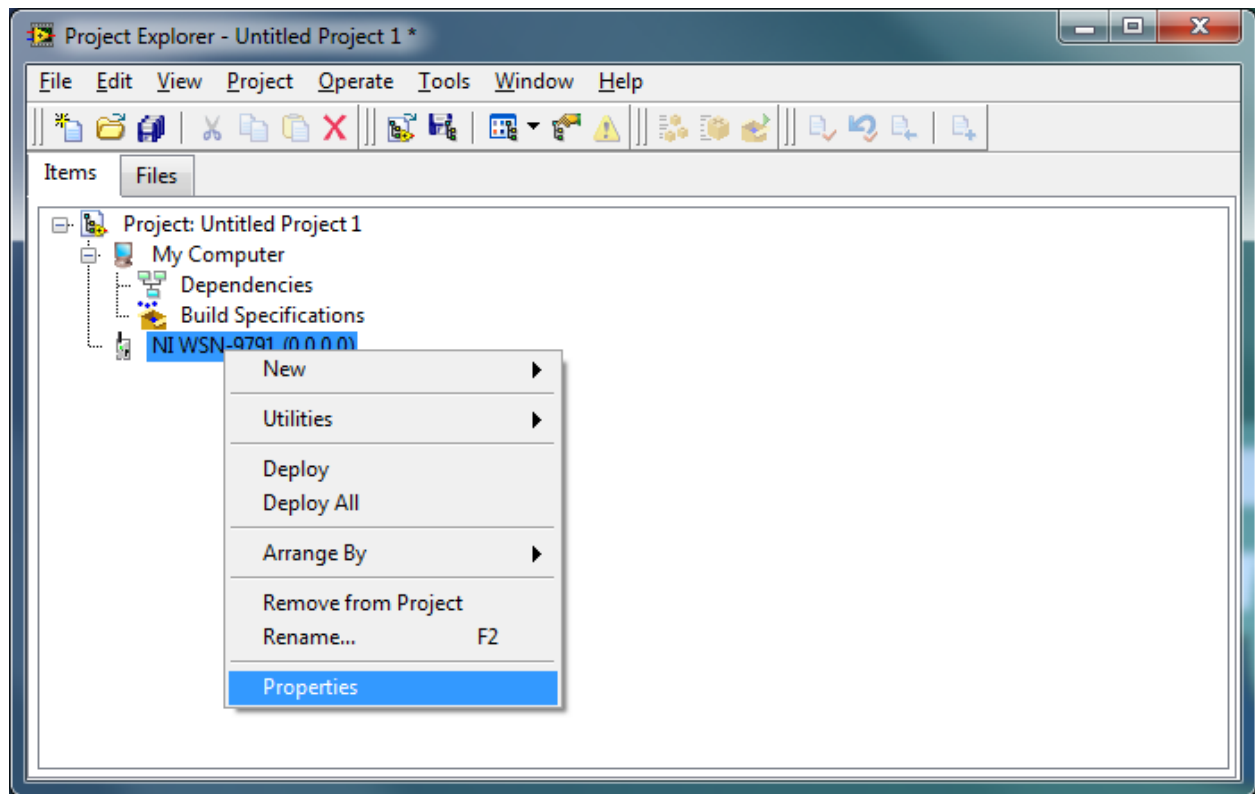 Project Explorer - Untitled Project 1 *
File Edit View Project Operate Tools Window Help
Items Files
Project: Untitled Project 1
My Computer
Dependencies
Build Specifications
NI WSN-9791 (0.0.0.0)
New
Utilities
Deploy
Deploy All
Arrange By
Remove from Project
Rename... F2
Properties